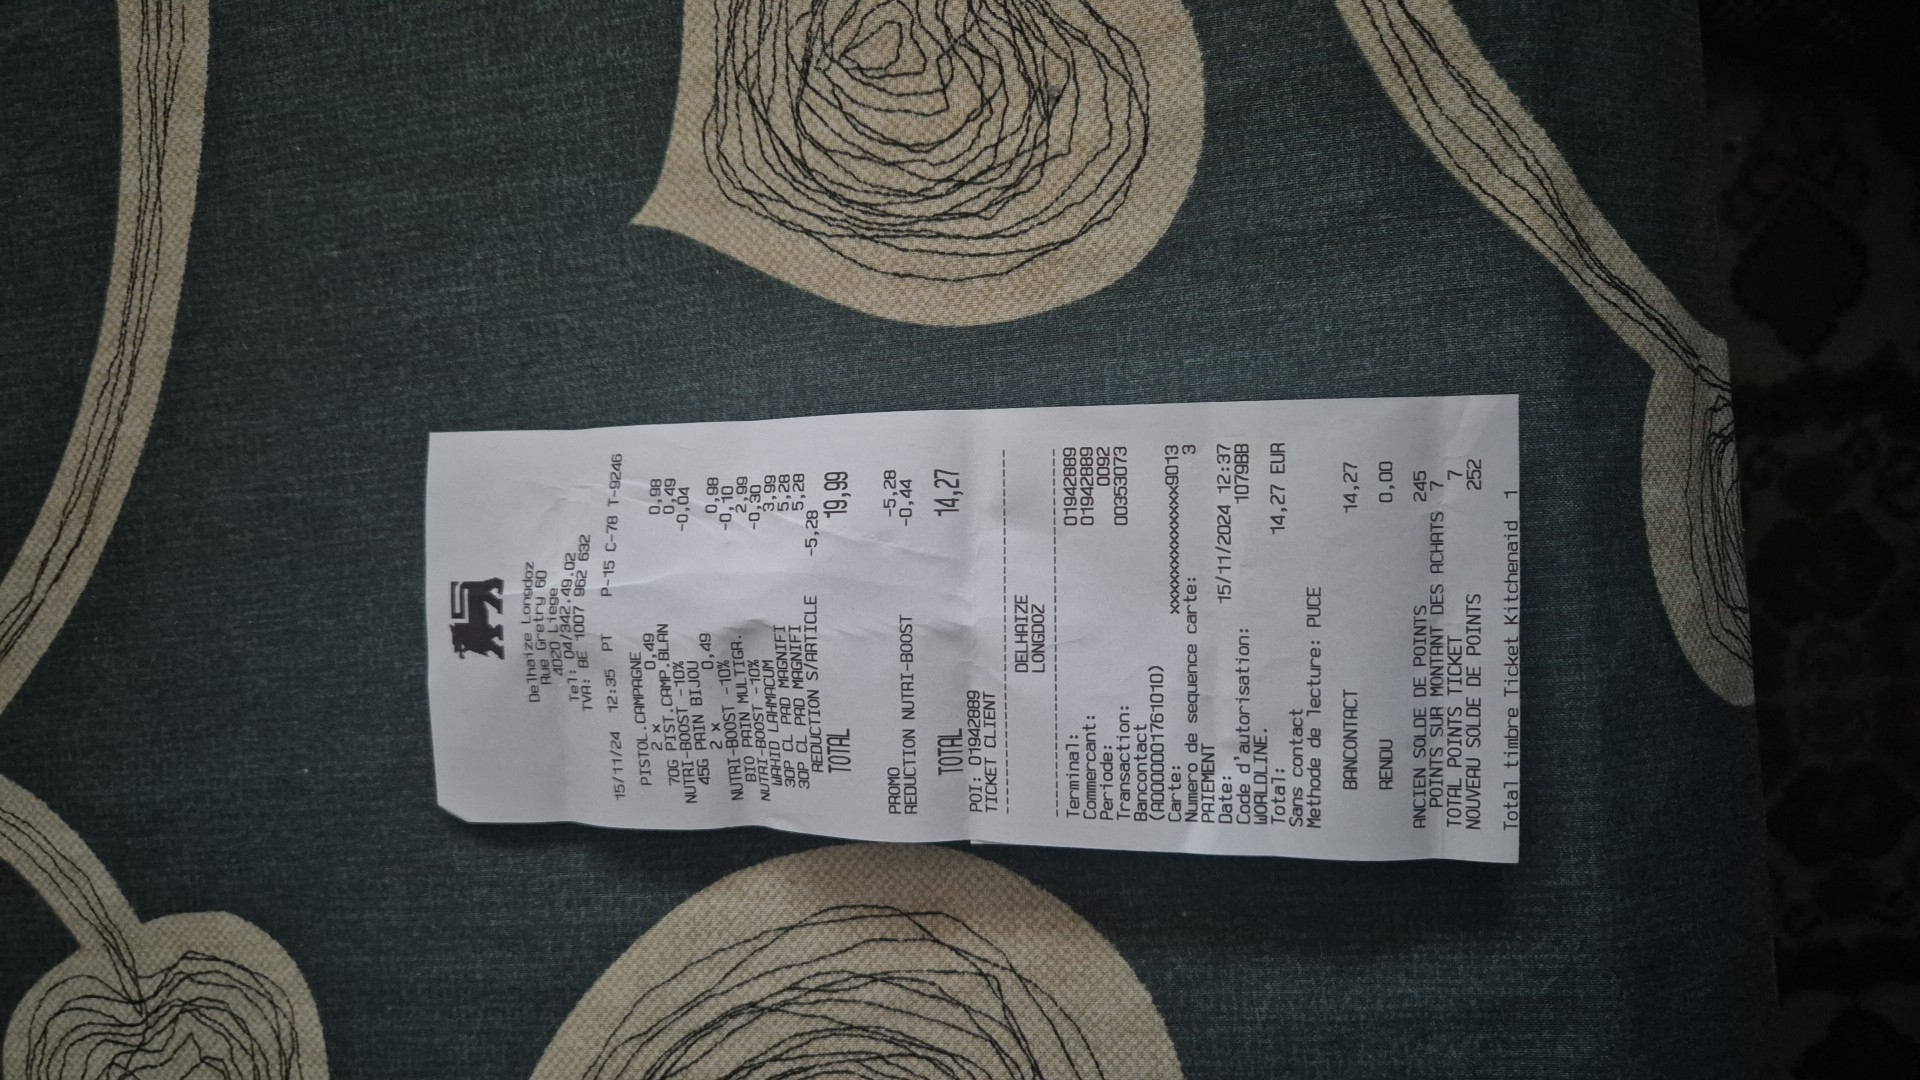 Delhaize Longdoz
Rue Gretry 60
4020 Liege
Tel: 04/342.49.02
TVA: BE 1007 962 632
15/11/24 12:35 PT P-15 C-78 T-9246
PISTOL.CAMPAGNE
2 x 0,49 0,98
70G PIST.CAMP.BLAN 0,49
NUTRI-BOOST -10% -0,04
45G PAIN BIJOU
2 x 0,49 0,98
NUTRI-BOOST -10% -0,10
BIO PAIN MULTIGR. 2,99
NUTRI-BOOST -10% -0,30
WAHID LAHMACUM 3,99
30P CL PAD MAGNIFI 5,28
30P CL PAD MAGNIFI 5,28
REDUCTION S/ARTICLE -5,28
TOTAL 19,99
PROMO -5,28
REDUCTION NUTRI-BOOST -0,44
TOTAL 14,27
POI: 01942889
TICKET CLIENT
DELHAIZE
LONGDOZ
Terminal: 01942889
Commercant: 01942889
Periode: 0092
Transaction: 00353073
Bancontact
(A0000001761010)
Carte: xxxxxxxxxxxxxxx9013
Numero de sequence carte: 3
PAIEMENT
Date: 15/11/2024 12:37
Code d'autorisation: 1079BB
WORLDLINE.
Total: 14,27 EUR
Sans contact
Methode de lecture: PUCE
BANCONTACT 14,27
RENDU 0,00
ANCIEN SOLDE DE POINTS 245
POINTS SUR MONTANT DES ACHATS 7
TOTAL POINTS TICKET 7
NOUVEAU SOLDE DE POINTS 252
Total timbre Ticket Kitchenaid 1